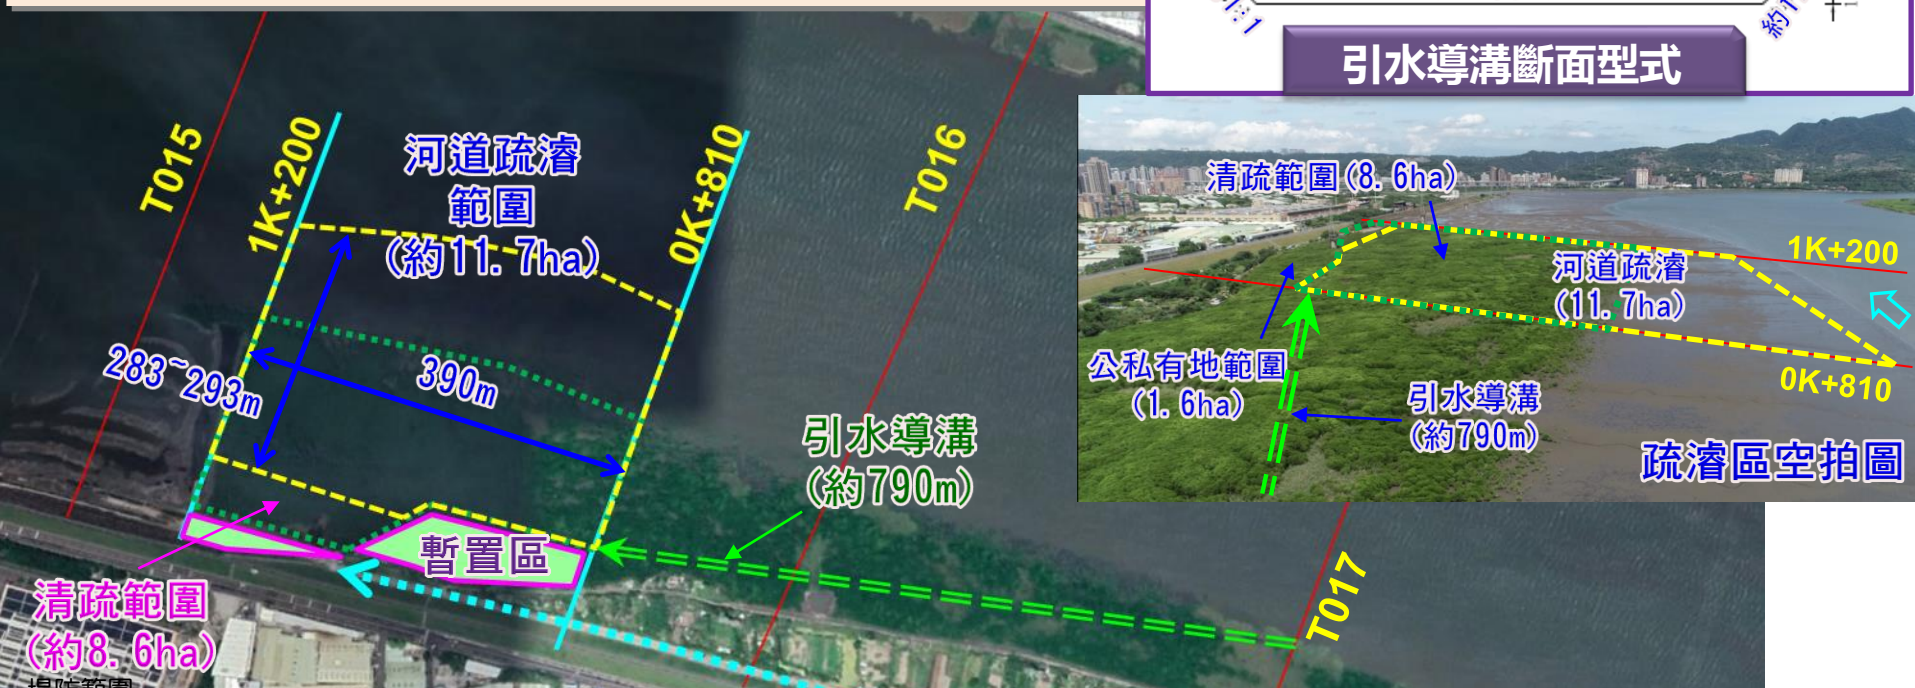 引水導溝斷面型式
T015
1K+200
河道疏濬
範圍
(約11.7ha)
0K+810
T016
283~293m
390m
引水導溝
(約790m)
暫置區
清疏範圍
(約8.6ha)
T017
清疏範圍(8.6ha)
河道疏濬
(11.7ha)
1K+200
0K+810
公私有地範圍
(1.6ha)
引水導溝
(約790m)
疏濬區空拍圖